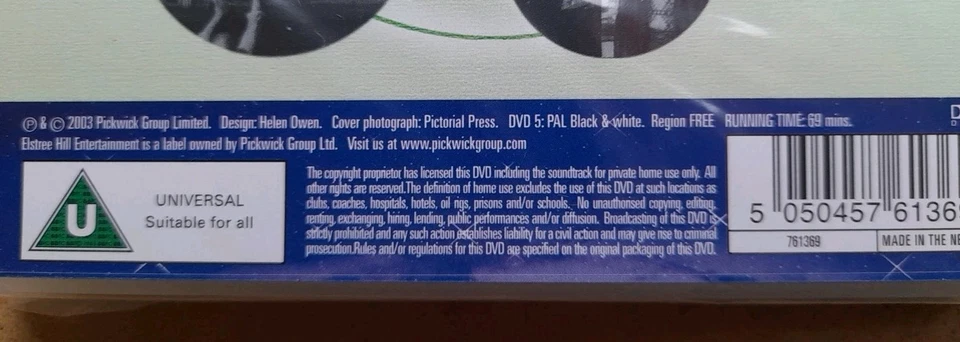 Ⓟ & © 2003 Pickwick Group Limited. Design: Helen Owen. Cover photograph: Pictorial Press. DVD 5: PAL Black & white. Region FREE RUNNING TIME: 69 mins.
Elstree Hill Entertainment is a label owned by Pickwick Group Ltd. Visit us at www.pickwickgroup.com
U
UNIVERSAL
Suitable for all
The copyright proprietor has licensed this DVD including the soundtrack for private home use only. All
other rights are reserved.The definition of home use excludes the use of this DVD at such locations as
clubs, coaches, hospitals, hotels, oil rigs, prisons and/or schools. No unauthorised copying, editing,
renting, exchanging, hiring, lending, public performances and/or diffusion. Broadcasting of this DVD is
strictly prohibited and any such action establishes liability for a civil action and may give rise to criminal
prosecution.Rules and/or regulations for this DVD are specified on the original packaging of this DVD.
5 050457 61369
761369
MADE IN THE NE